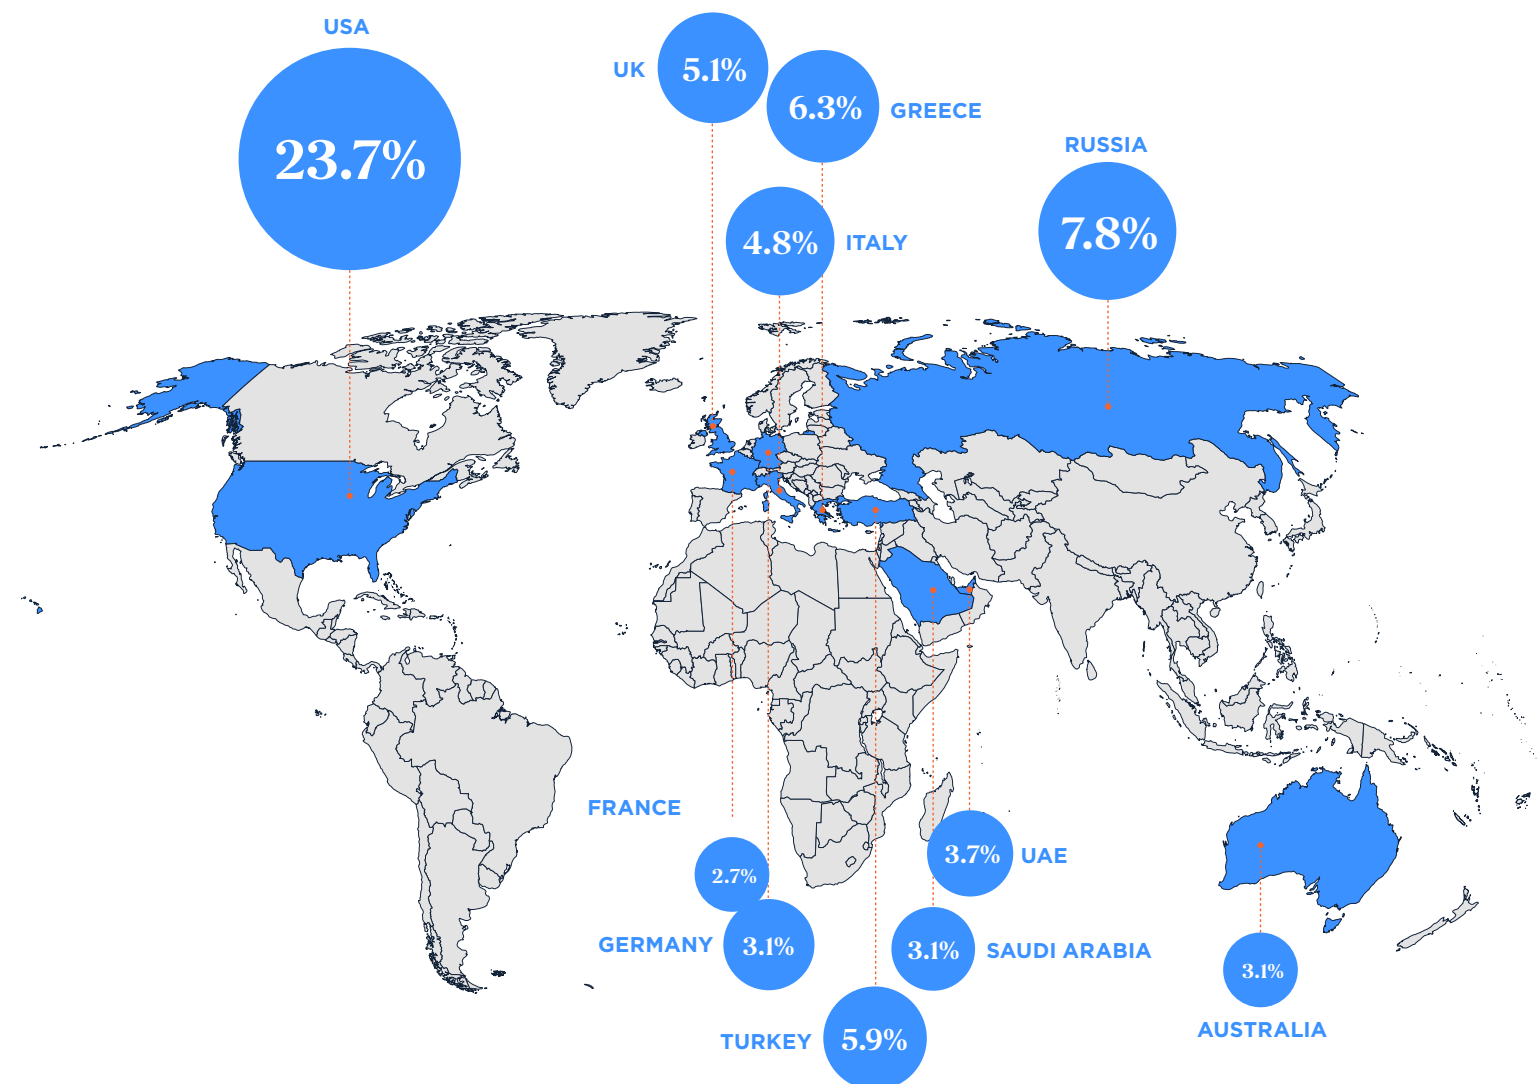 USA
23.7%
UK
5.1%
6.3%
GREECE
4.8%
ITALY
RUSSIA
7.8%
FRANCE
2.7%
GERMANY
3.1%
TURKEY
5.9%
3.1%
SAUDI ARABIA
3.7%
UAE
3.1%
AUSTRALIA